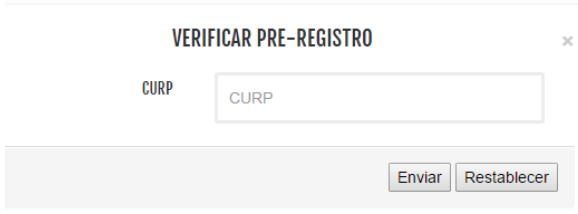 VERIFICAR PRE-REGISTRO
×
CURP
CURP
Enviar Restablecer